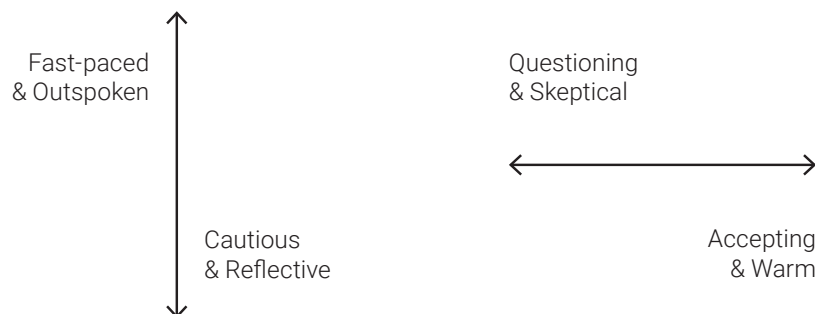 Fast-paced
& Outspoken
Cautious
& Reflective
Questioning
& Skeptical
Accepting
& Warm